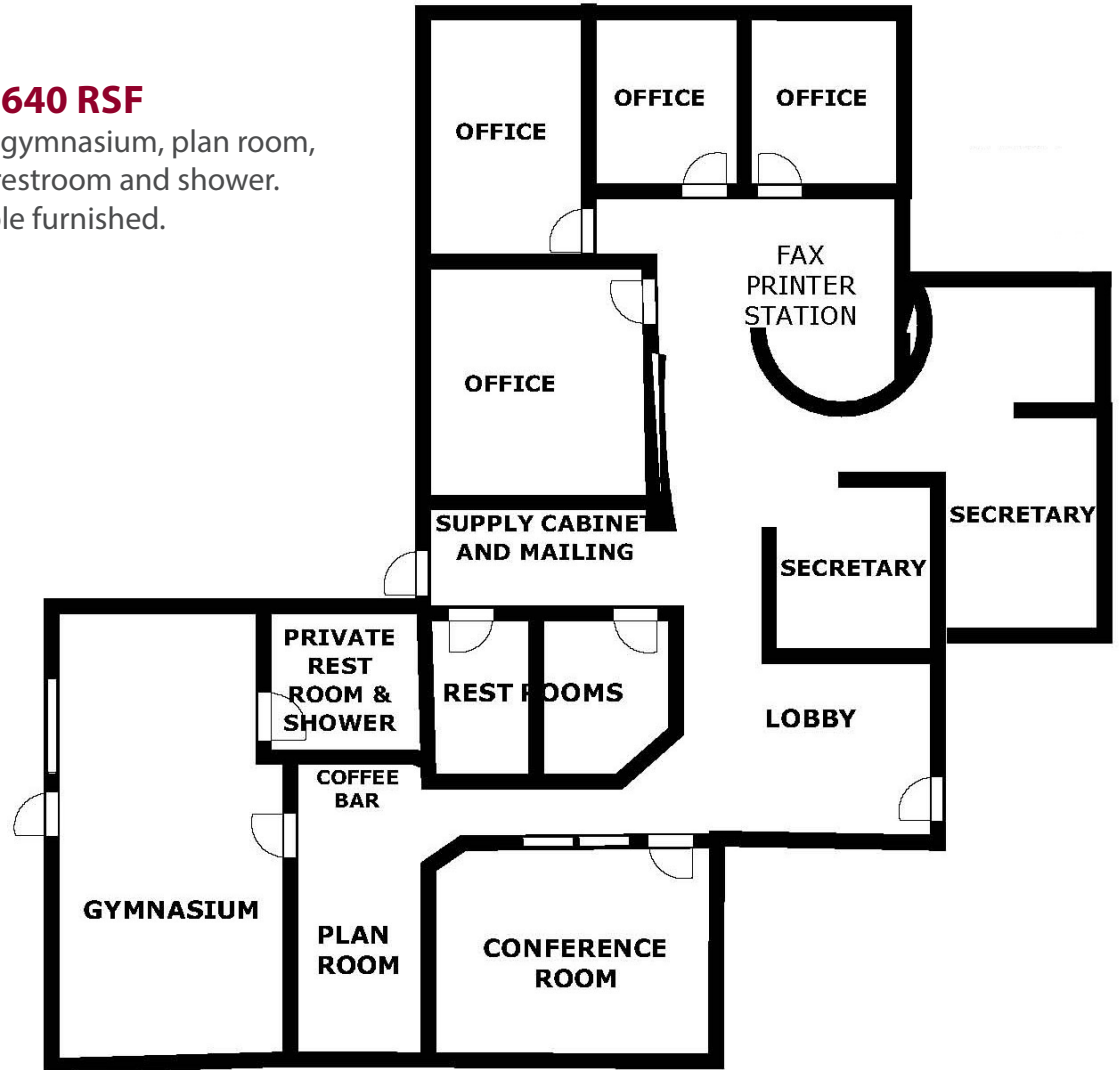 640 RSF
gymnasium, plan room,
restroom and shower.
furnished.
OFFICE
OFFICE
OFFICE
FAX
PRINTER
STATION
OFFICE
SUPPLY CABINET
AND MAILING
SECRETARY
SECRETARY
PRIVATE
REST
ROOM &
SHOWER
REST ROOMS
LOBBY
COFFEE
BAR
GYMNASIUM
PLAN
ROOM
CONFERENCE
ROOM